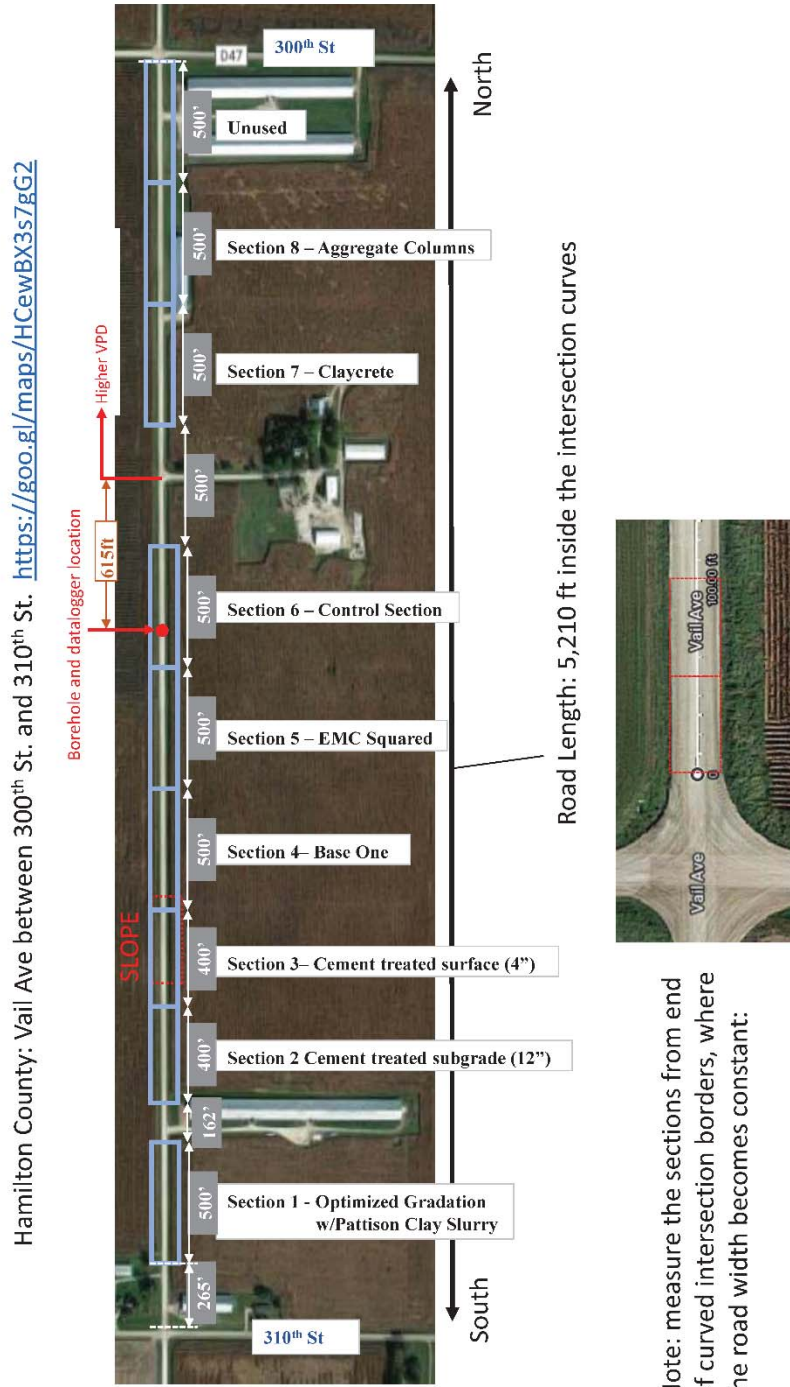 Hamilton County: Vail Ave between 300th St. and 310th St. https://goo.gl/maps/HCewBX3s7gG2
Borehole and datalogger location
615ft
Higher VPD
SLOPE
D47
300th St
310th St
265'
500'
162'
400'
400'
500'
500'
500'
500'
500'
500'
500'
Section 1 - Optimized Gradation
w/Pattison Clay Slurry
Section 2 Cement treated subgrade (12”)
Section 3– Cement treated surface (4”)
Section 4– Base One
Section 5 – EMC Squared
Section 6 – Control Section
Section 7 – Claycrete
Section 8 – Aggregate Columns
Unused
South
North
Road Length: 5,210 ft inside the intersection curves
lote: measure the sections from end
f curved intersection borders, where
he road width becomes constant:
Vail Ave
0
Vail Ave
100.00 ft